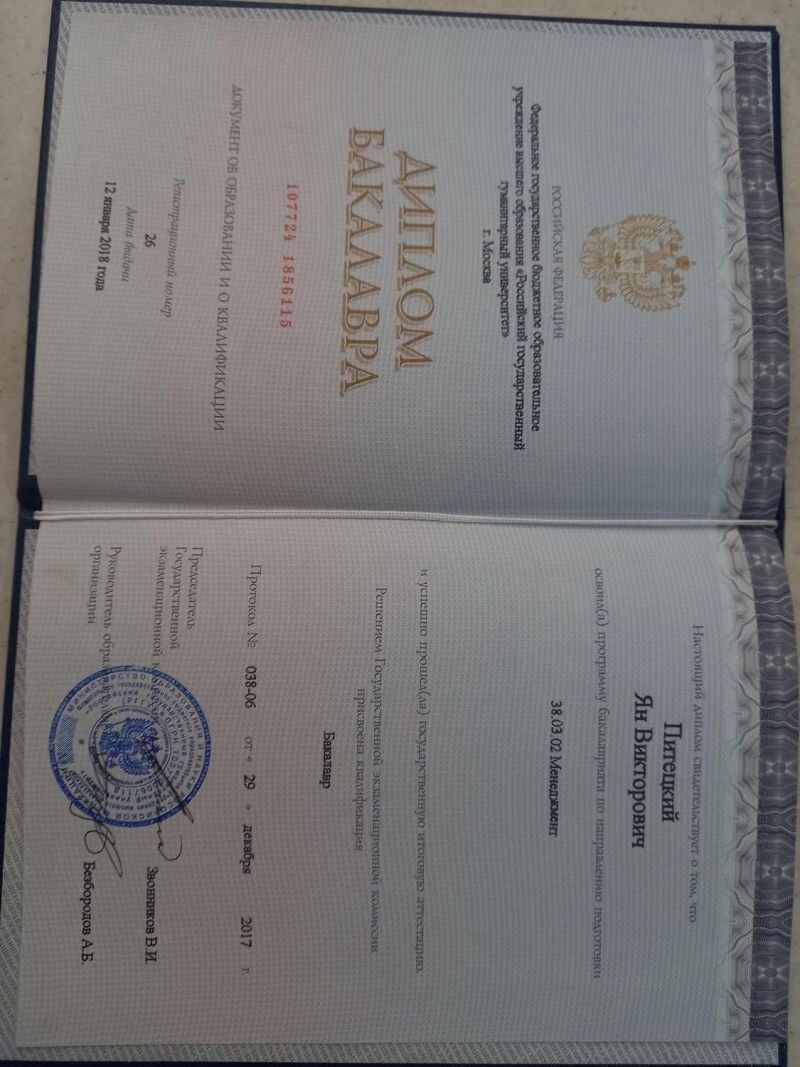 РОССИЙСКАЯ ФЕДЕРАЦИЯ
Федеральное государственное бюджетное образовательное
учреждение высшего образования «Российский государственный
гуманитарный университет»
г. Москва
ДИПЛОМ
БАКАЛАВРА
107724 1856115
ДОКУМЕНТ ОБ ОБРАЗОВАНИИ И О КВАЛИФИКАЦИИ
Регистрационный номер
26
Дата выдачи
12 января 2018 года
Настоящий диплом свидетельствует о том, что
Питецкий
Ян Викторович
освоил(а) программу бакалавриата по направлению подготовки
38.03.02 Менеджмент
и успешно прошел(ла) государственную итоговую аттестацию.
Решением Государственной экзаменационной комиссии
присвоена квалификация
Бакалавр
Протокол № 038-06 от « 29 » декабря 2017 г.
Председатель
Государственной
экзаменационной
Звонников В.И.
Руководитель
организации
Безбородов А.Б.
МИНИСТЕРСТВО ОБРАЗОВАНИЯ И НАУКИ